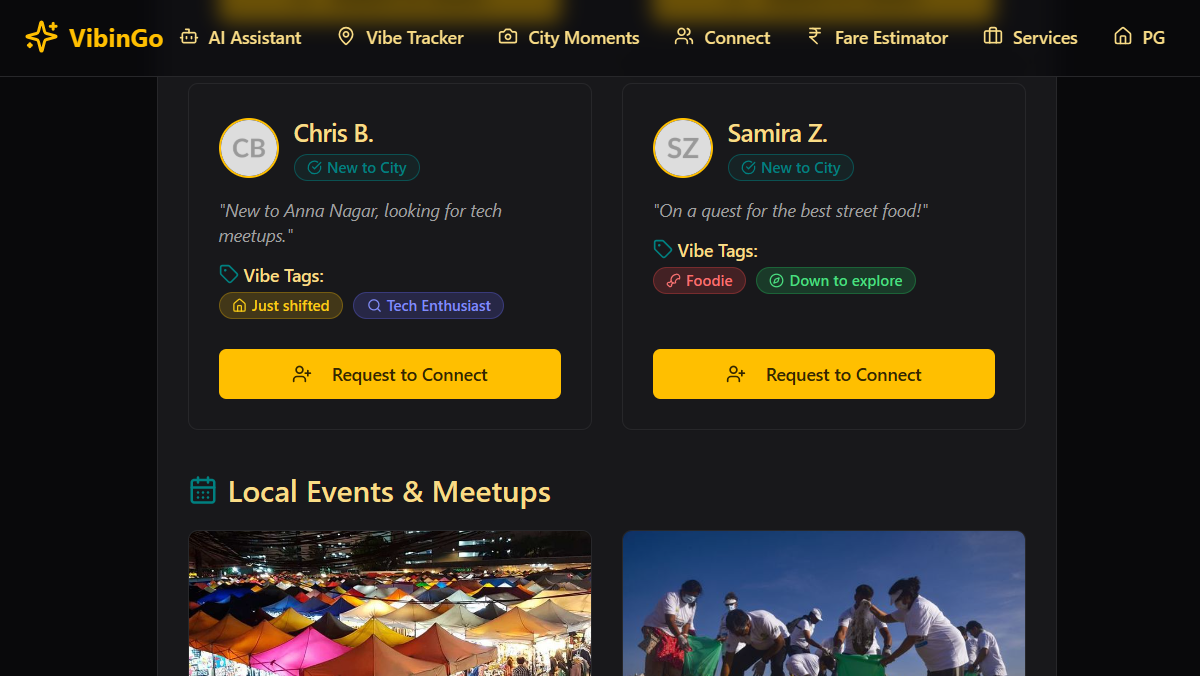 VibinGo
AI Assistant
Vibe Tracker
City Moments
Connect
Fare Estimator
Services
PG
CB
Chris B.
New to City
"New to Anna Nagar, looking for tech
meetups."
Vibe Tags:
Just shifted
Tech Enthusiast
Request to Connect
SZ
Samira Z.
New to City
"On a quest for the best street food!"
Vibe Tags:
Foodie
Down to explore
Request to Connect
Local Events & Meetups